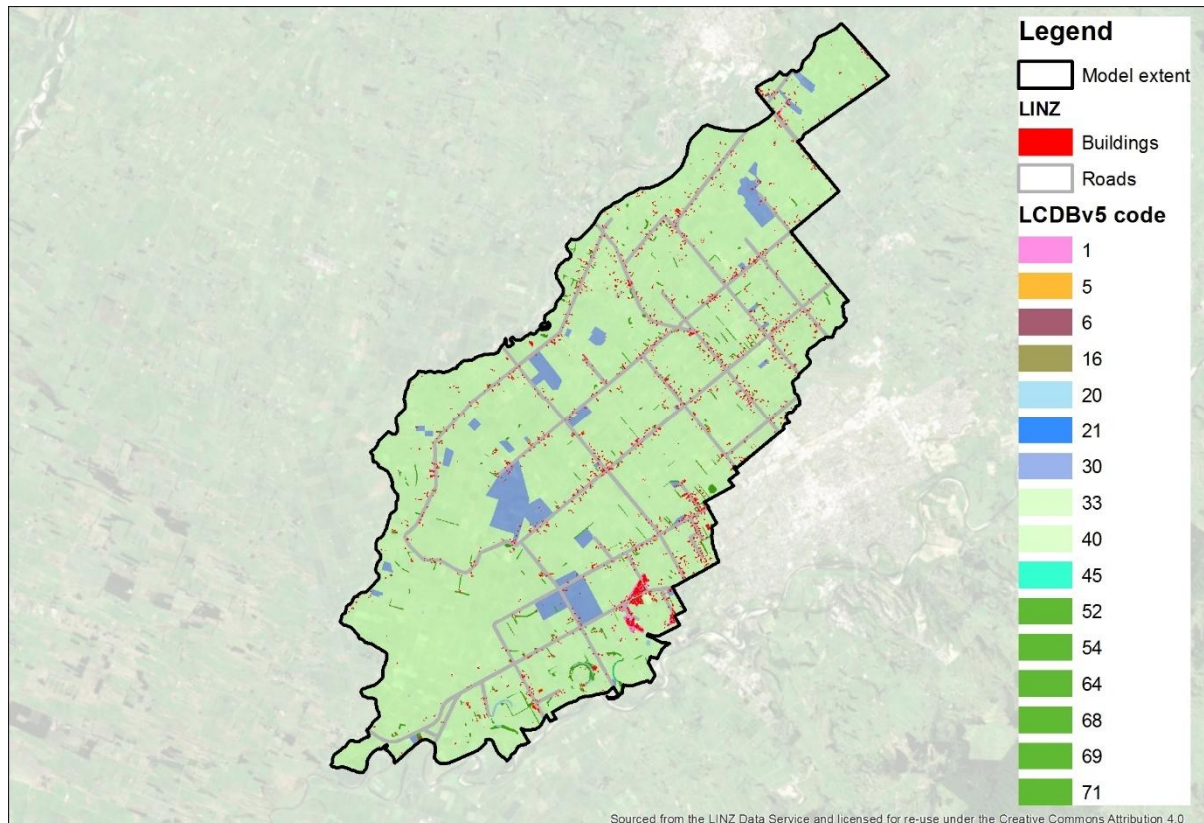 Legend
Model extent
LINZ
Buildings
Roads
LCDBv5 code
1
5
6
16
20
21
30
33
40
45
52
54
64
68
69
71
Sourced from the LINZ Data Service and licensed for re-use under the Creative Commons Attribution 4.0